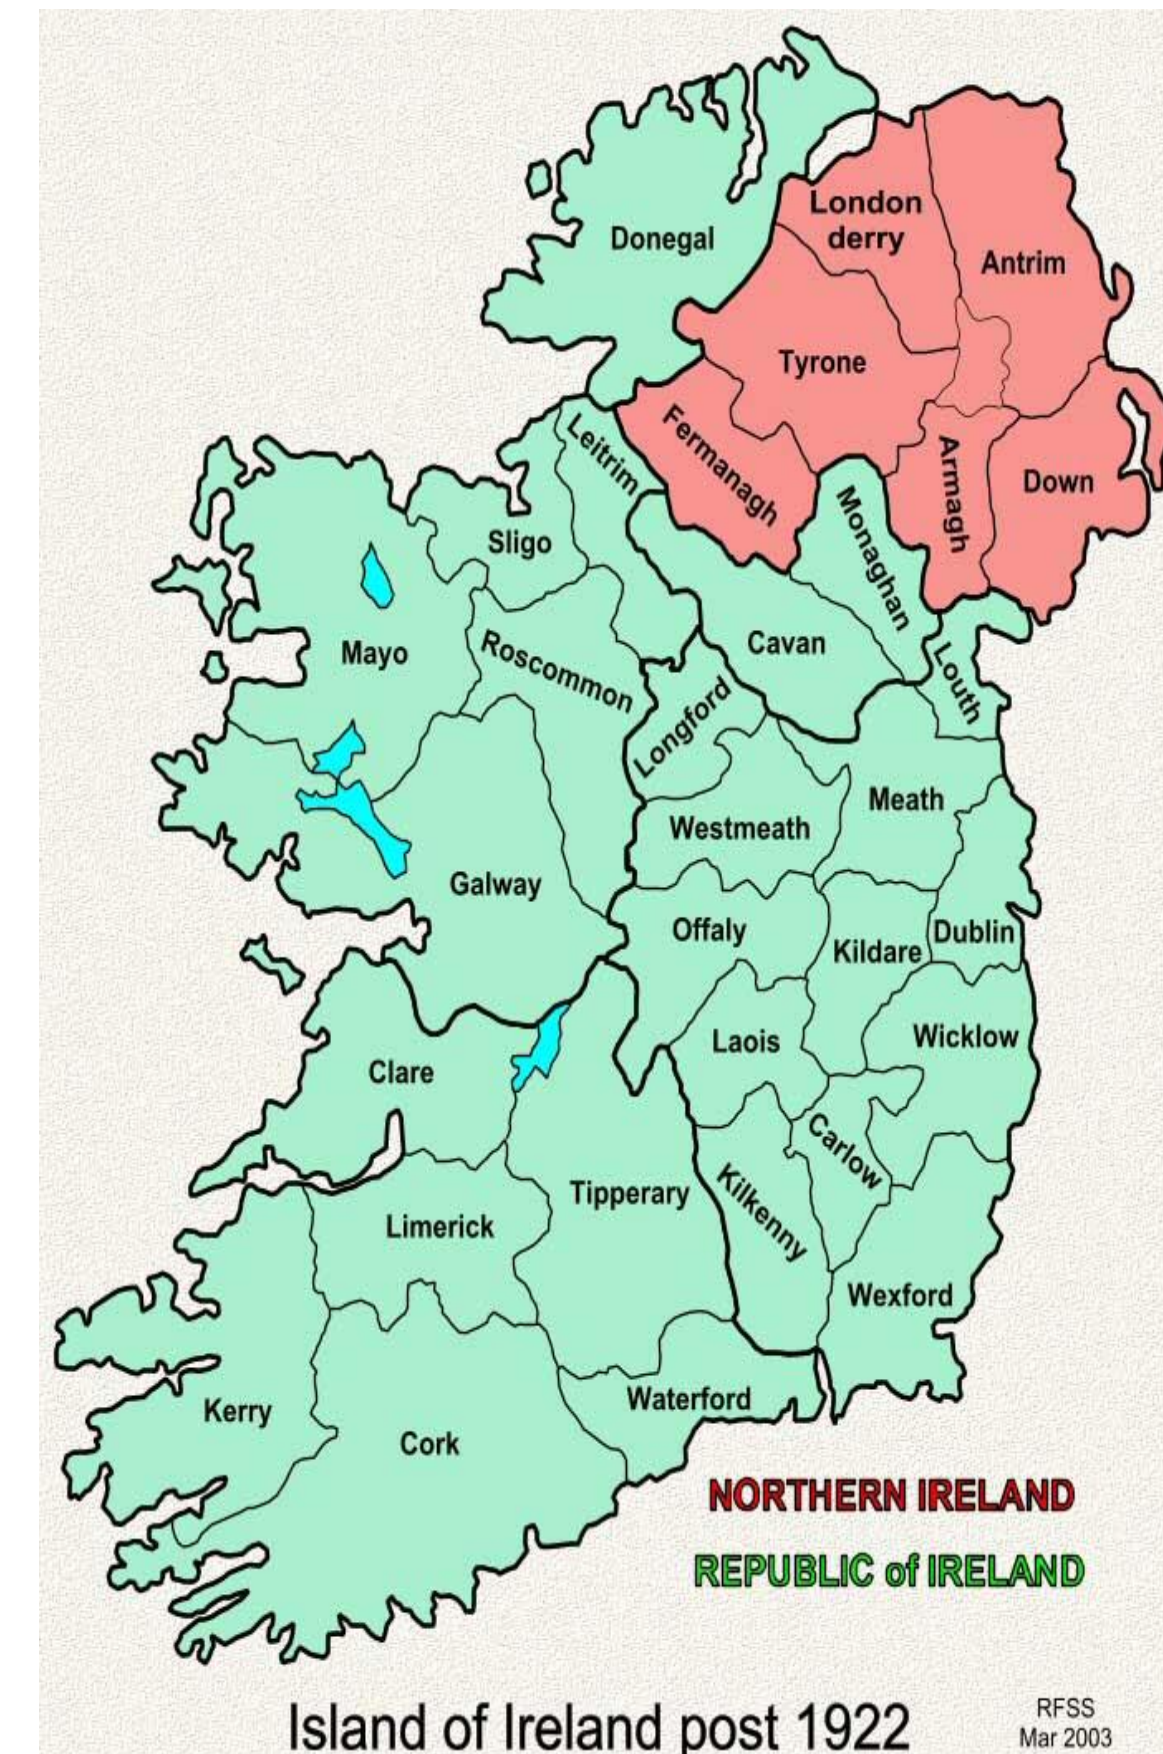 London
derry
Donegal
Antrim
Tyrone
Fermanagh
Leitrim
Armagh
Down
Monaghan
Sligo
Cavan
Mayo
Roscommon
Louth
Longford
Meath
Westmeath
Galway
Offaly
Kildare
Dublin
Laois
Wicklow
Clare
Carlow
Tipperary
Kilkenny
Limerick
Wexford
Waterford
Kerry
Cork
NORTHERN IRELAND
REPUBLIC of IRELAND
Island of Ireland post 1922
RFSS
Mar 2003